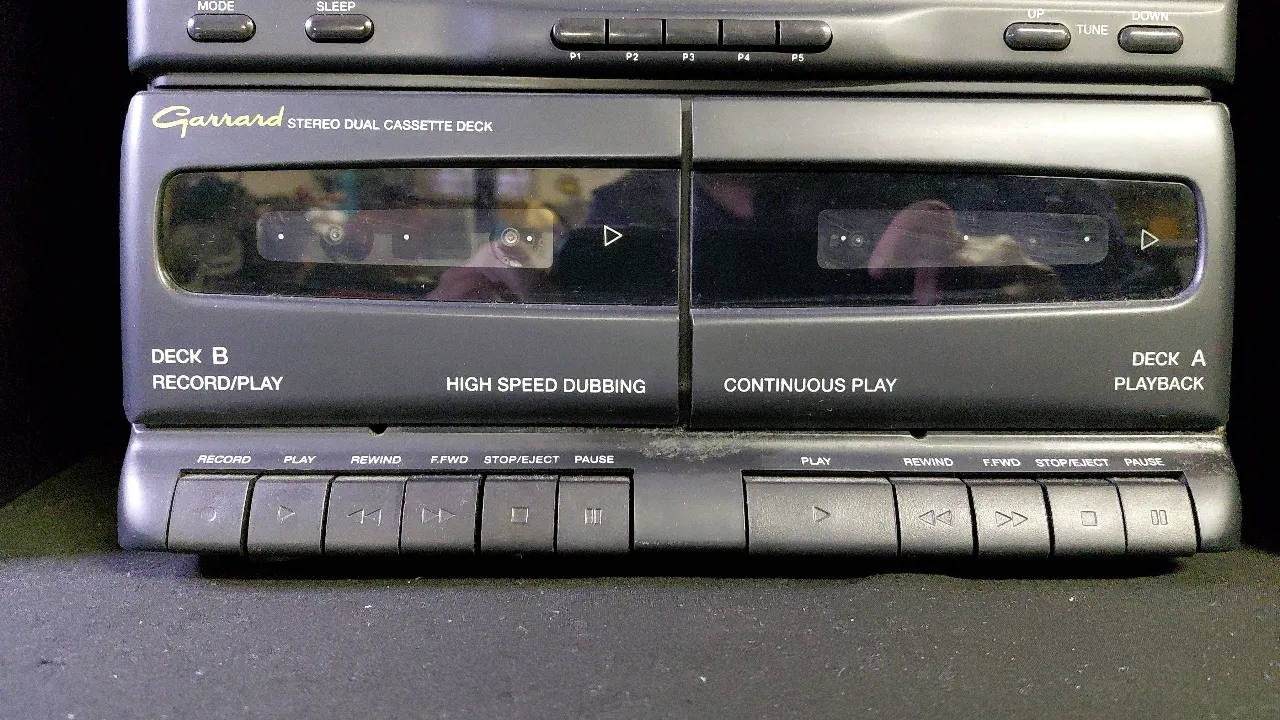 MODE SLEEP UP TUNE DOWN
P1 P2 P3 P4 P5
Garrard STEREO DUAL CASSETTE DECK
DECK B DECK A
RECORD/PLAY HIGH SPEED DUBBING CONTINUOUS PLAY PLAYBACK
RECORD PLAY REWIND F.FWD STOP/EJECT PAUSE PLAY REWIND F.FWD STOP/EJECT PAUSE